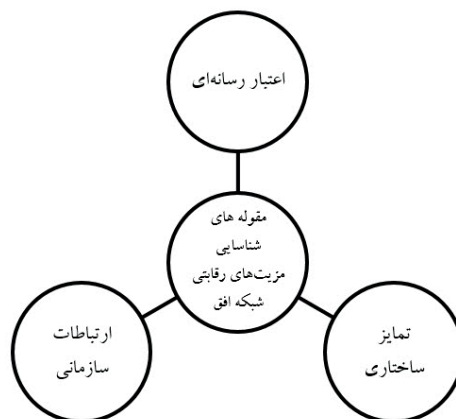 اعتبار رسانه‌ای
مقوله های
شناسایی
مزیت‌های رقابتی
شبکه افق
تمایز
ساختاری
ارتباطات
سازمانی